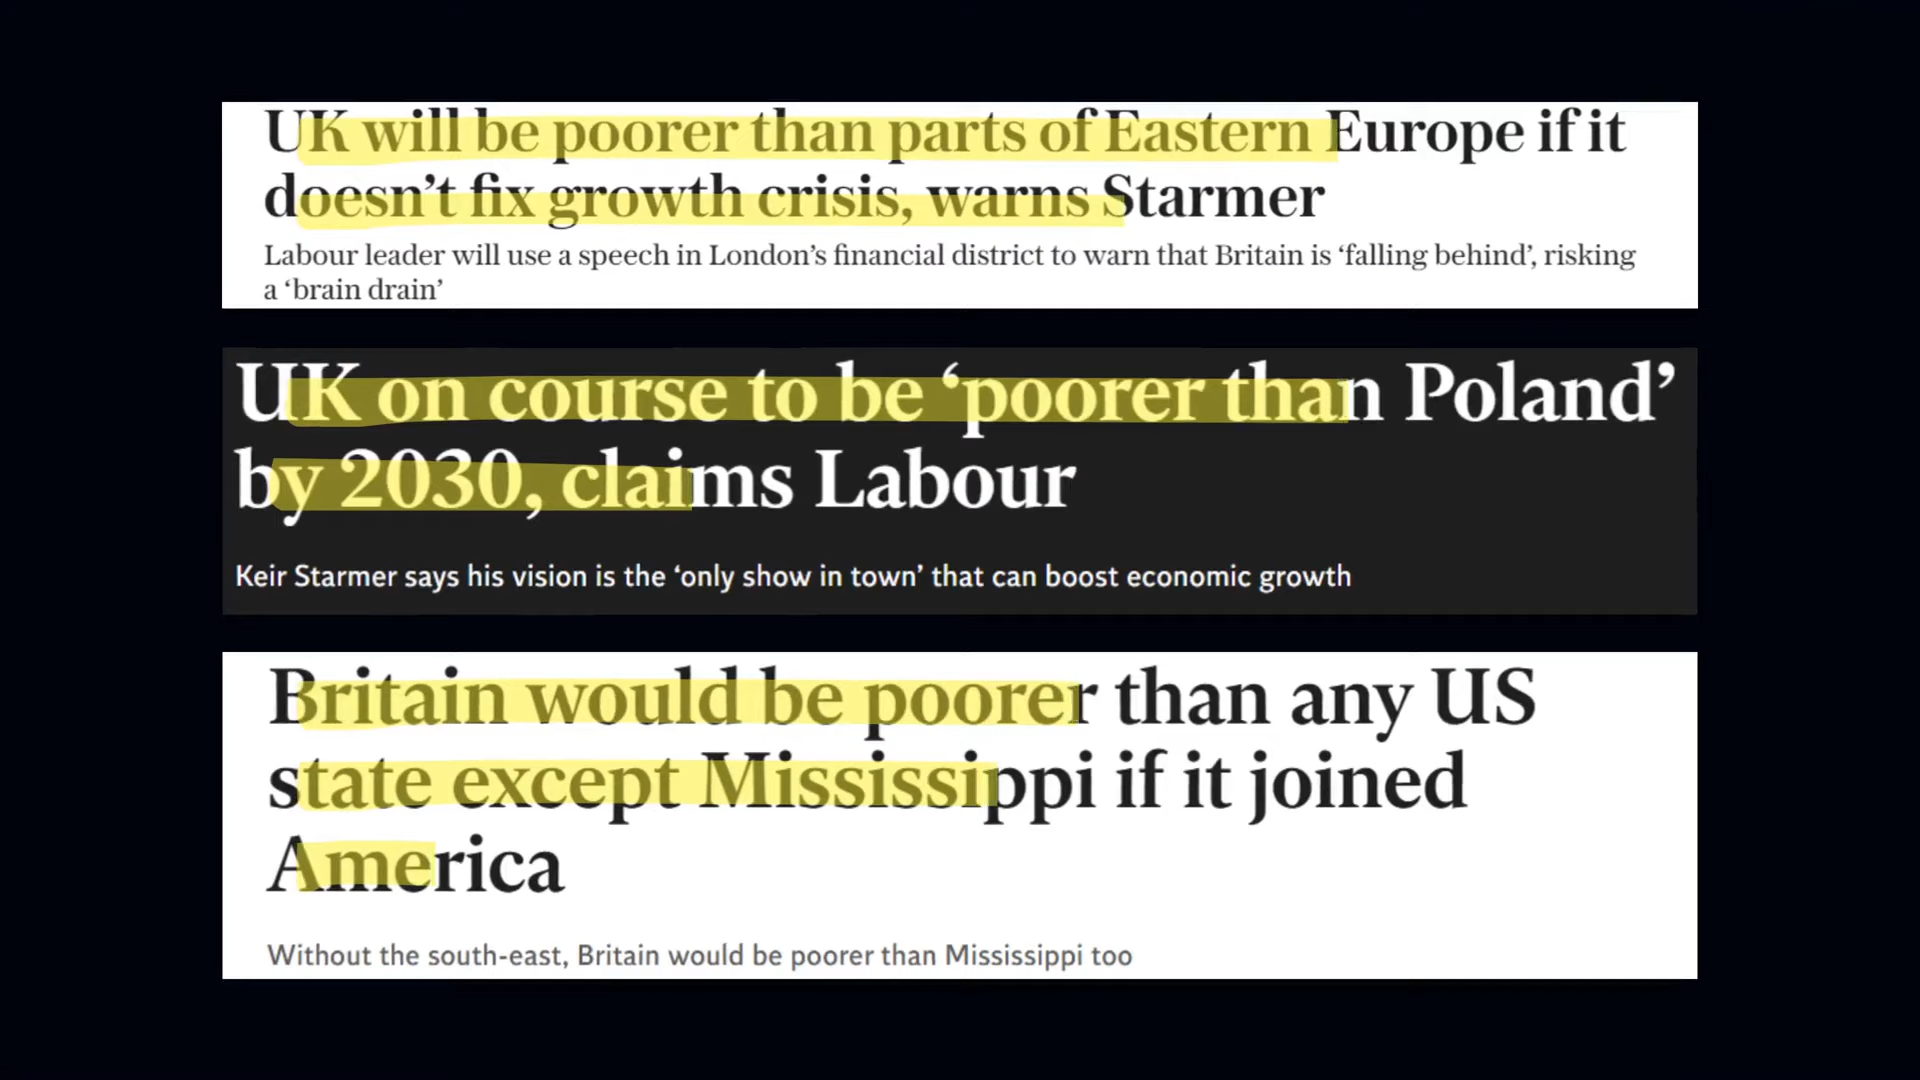 UK will be poorer than parts of Eastern Europe if it
doesn’t fix growth crisis, warns Starmer
Labour leader will use a speech in London’s financial district to warn that Britain is ‘falling behind’, risking
a ‘brain drain’
UK on course to be ‘poorer than Poland’
by 2030, claims Labour
Keir Starmer says his vision is the ‘only show in town’ that can boost economic growth
Britain would be poorer than any US
state except Mississippi if it joined
America
Without the south-east, Britain would be poorer than Mississippi too